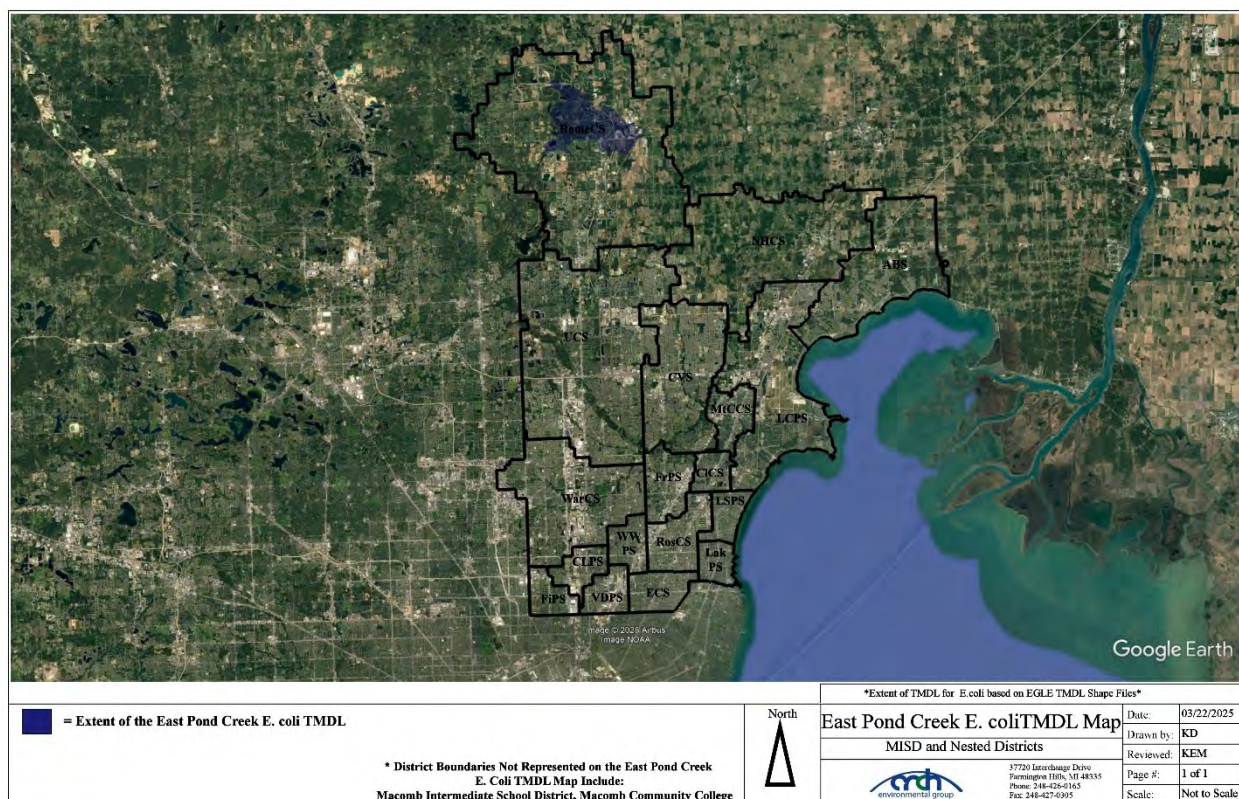 RomeCS
NHCS
ABS
UCS
CVS
MtCCS
LCPS
FrPS
ClCS
WarCS
LSPS
WW
PS
RosCS
Lak
PS
CLPS
FiPS
VDPS
ECS
Image © 2025 Airbus
Image NOAA
Google Earth
*Extent of TMDL for E.coli based on EGLE TMDL Shape Files*
= Extent of the East Pond Creek E. coli TMDL
* District Boundaries Not Represented on the East Pond Creek
E. Coli TMDL Map Include:
Macomb Intermediate School District, Macomb Community College
North
East Pond Creek E. coliTMDL Map
MISD and Nested Districts
environmental group
37720 Interchange Drive
Farmington Hills, MI 48335
Phone: 248-426-0165
Fax: 248-427-0305
Date: 03/22/2025
Drawn by: KD
Reviewed: KEM
Page #: 1 of 1
Scale: Not to Scale